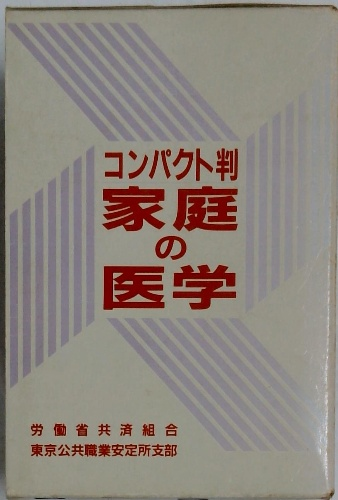 コンパクト判
家庭
の
医学
労働省共済組合
東京公共職業安定所支部